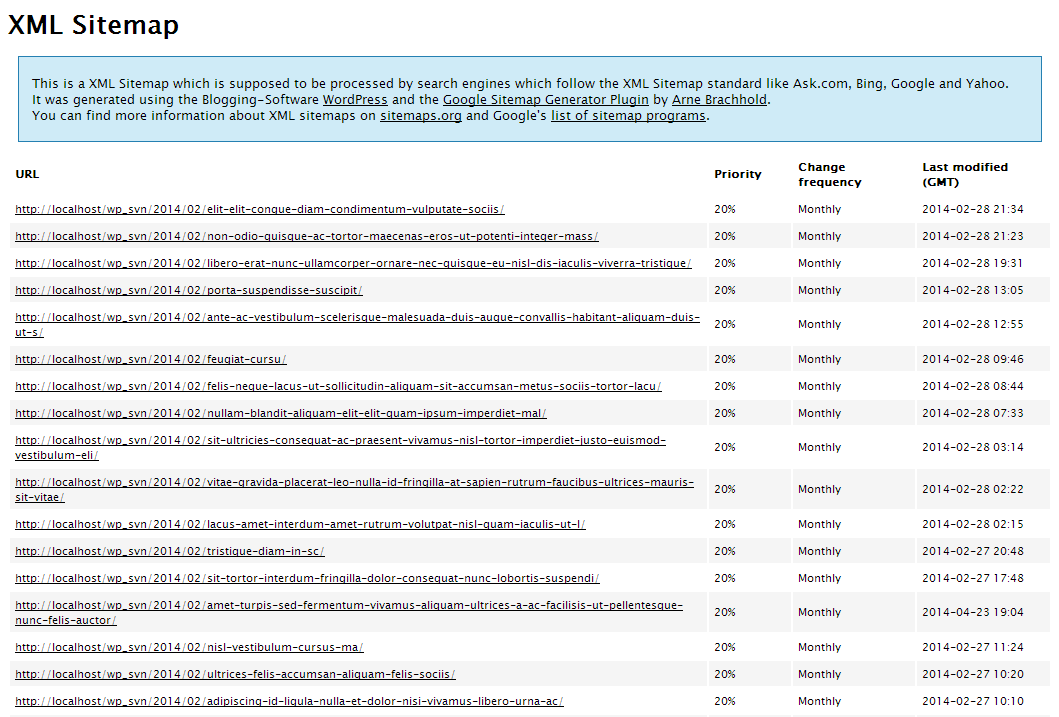 XML Sitemap
This is a XML Sitemap which is supposed to be processed by search engines which follow the XML Sitemap standard like Ask.com, Bing, Google and Yahoo.
It was generated using the Blogging-Software WordPress and the Google Sitemap Generator Plugin by Arne Brachhold.
You can find more information about XML sitemaps on sitemaps.org and Google's list of sitemap programs.
URL Priority Change frequency Last modified (GMT)
http://localhost/wp_svn/2014/02/elit-elit-congue-diam-condimentum-vulputate-sociis/ 20% Monthly 2014-02-28 21:34
http://localhost/wp_svn/2014/02/non-odio-quisque-ac-tortor-maecenas-eros-ut-potenti-integer-mass/ 20% Monthly 2014-02-28 21:23
http://localhost/wp_svn/2014/02/libero-erat-nunc-ullamcorper-ornare-nec-quisque-eu-nisl-dis-iaculis-viverra-tristique/ 20% Monthly 2014-02-28 19:31
http://localhost/wp_svn/2014/02/porta-suspendisse-suscipit/ 20% Monthly 2014-02-28 13:05
http://localhost/wp_svn/2014/02/ante-ac-vestibulum-scelerisque-malesuada-duis-augue-convallis-habitant-aliquam-duis-
ut-s/ 20% Monthly 2014-02-28 12:55
http://localhost/wp_svn/2014/02/feugiat-cursu/ 20% Monthly 2014-02-28 09:46
http://localhost/wp_svn/2014/02/felis-neque-lacus-ut-sollicitudin-aliquam-sit-accumsan-metus-sociis-tortor-lacu/ 20% Monthly 2014-02-28 08:44
http://localhost/wp_svn/2014/02/nullam-blandit-aliquam-elit-elit-quam-ipsum-imperdiet-mal/ 20% Monthly 2014-02-28 07:33
http://localhost/wp_svn/2014/02/sit-ultricies-consequat-ac-praesent-vivamus-nisl-tortor-imperdiet-justo-euismod-
vestibulum-eli/ 20% Monthly 2014-02-28 03:14
http://localhost/wp_svn/2014/02/vitae-gravida-placerat-leo-nulla-id-fringilla-at-sapien-rutrum-faucibus-ultrices-mauris-
sit-vitae/ 20% Monthly 2014-02-28 02:22
http://localhost/wp_svn/2014/02/lacus-amet-interdum-amet-rutrum-volutpat-nisl-quam-iaculis-ut-l/ 20% Monthly 2014-02-28 02:15
http://localhost/wp_svn/2014/02/tristique-diam-in-sc/ 20% Monthly 2014-02-27 20:48
http://localhost/wp_svn/2014/02/sit-tortor-interdum-fringilla-dolor-consequat-nunc-lobortis-suspendi/ 20% Monthly 2014-02-27 17:48
http://localhost/wp_svn/2014/02/amet-turpis-sed-fermentum-vivamus-aliquam-ultrices-a-ac-facilisis-ut-pellentesque-
nunc-felis-auctor/ 20% Monthly 2014-04-23 19:04
http://localhost/wp_svn/2014/02/nisl-vestibulum-cursus-ma/ 20% Monthly 2014-02-27 11:24
http://localhost/wp_svn/2014/02/ultrices-felis-accumsan-aliquam-felis-sociis/ 20% Monthly 2014-02-27 10:20
http://localhost/wp_svn/2014/02/adipiscing-id-ligula-nulla-et-dolor-nisi-vivamus-libero-urna-ac/ 20% Monthly 2014-02-27 10:10